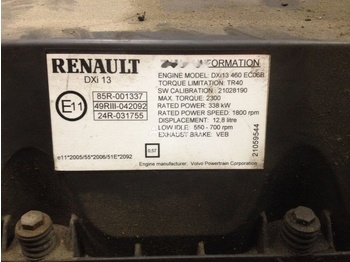 RENAULT
DXi 13
FORMATION
ENGINE MODEL: DXi13 460 EC06B
TORQUE LIMITATION: TR40
SW CALIBRATION: 21028190
MAX. TORQUE: 2300
RATED POWER: 338 kW
RATED POWER SPEED: 1800 rpm
DISPLACEMENT: 12,8 litre
LOW IDLE: 550 - 700 rpm
EXHAUST BRAKE: VEB
E11
85R-001337
49RIII-042092
24R-031755
e11*2005/55*2006/51E*2092
0.57
Engine manufacturer: Volvo Powertrain Corporation
21059544